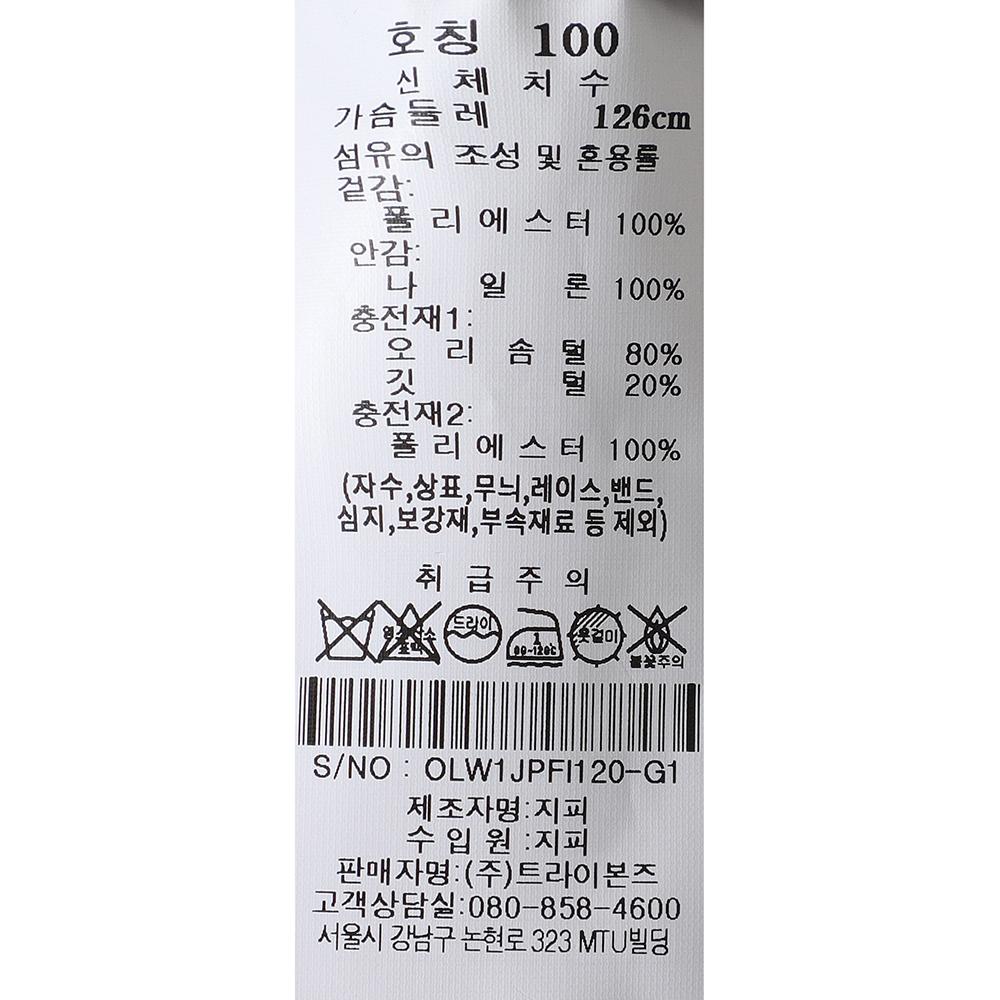 호칭 100
신 체 치 수
가슴둘레 126cm
섬유의 조성 및 혼용률
겉감:
폴리에스터 100%
안감:
나 일 론 100%
충전재1:
오 리 솜 털 80%
깃 털 20%
충전재2:
폴리에스터 100%
(자수,상표,무늬,레이스,밴드,
심지,보강재,부속재료 등 제외)
취 급 주 의
드라이 1 옷걸이
80-120℃
불꽃주의
S/NO : OLW1JPFI120-G1
제조자명:지피
수 입 원 :지피
판매자명:(주)트라이본즈
고객상담실:080-858-4600
서울시 강남구 논현로 323 MTU빌딩